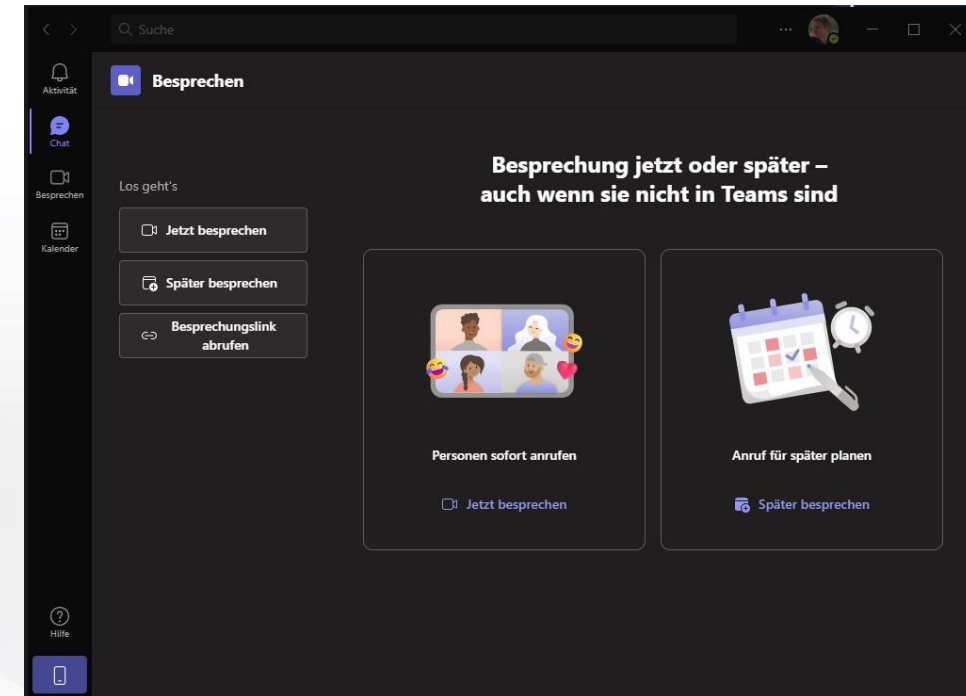 Suche
Aktivität
Chat
Besprechen
Kalender
Hilfe
Besprechen
Los geht's
Jetzt besprechen
Später besprechen
Besprechungslink
abrufen
Besprechung jetzt oder später –
auch wenn sie nicht in Teams sind
Personen sofort anrufen
Jetzt besprechen
Anruf für später planen
Später besprechen